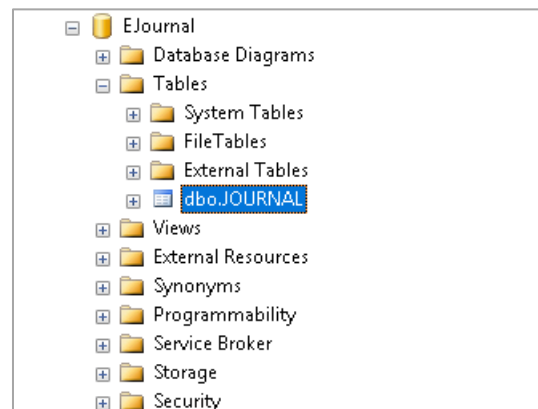 EJournal
Database Diagrams
Tables
System Tables
FileTables
External Tables
dbo.JOURNAL
Views
External Resources
Synonyms
Programmability
Service Broker
Storage
Security